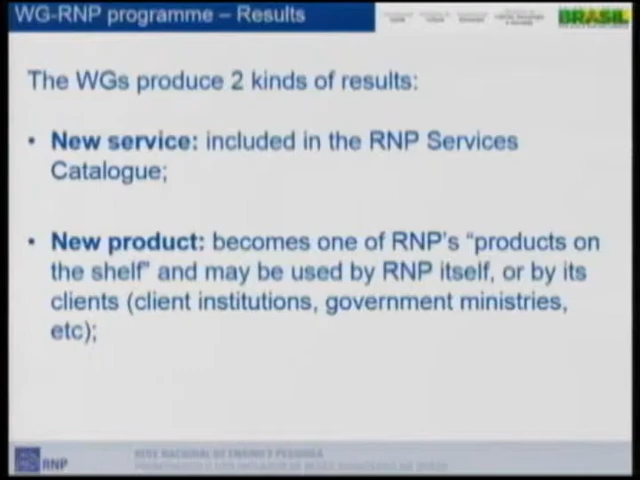 WG-RNP programme – Results
BRASIL
The WGs produce 2 kinds of results:
• New service: included in the RNP Services
Catalogue;
• New product: becomes one of RNP's "products on
the shelf" and may be used by RNP itself, or by its
clients (client institutions, government ministries,
etc);
RNP
REDE NACIONAL DE ENSINO E PESQUISA